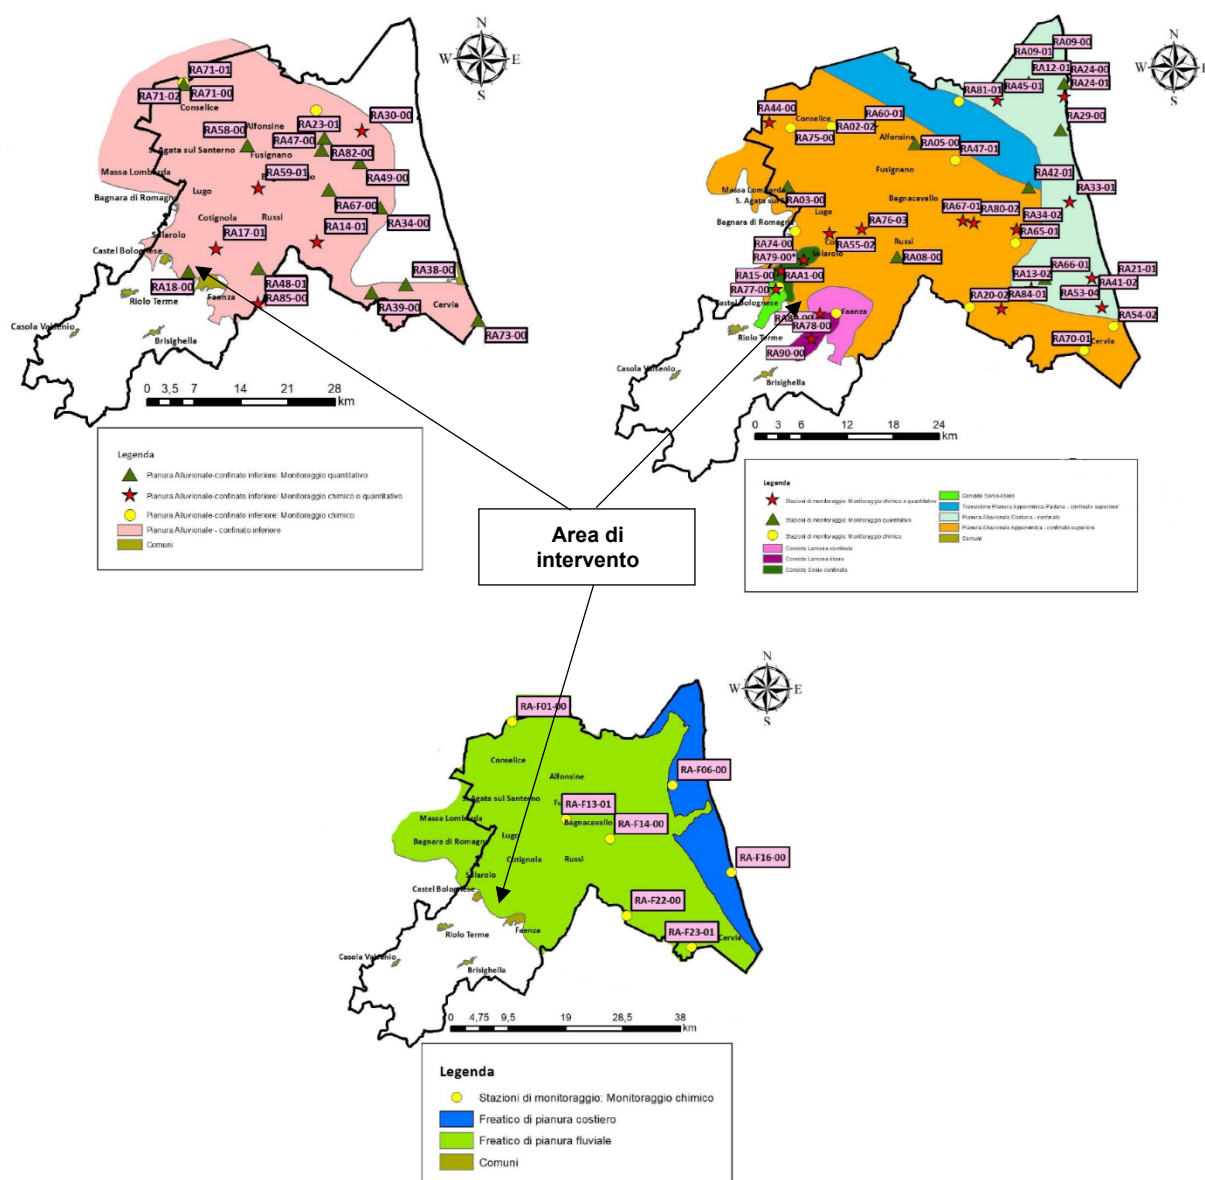 N
W E
S
RA71-01
RA71-02
RA71-00
Conselice
RA23-01
RA30-00
Alfonsine
RA58-00
RA47-00
S. Agata sul Santerno
Fusignano
RA82-00
Massa Lombarda
RA59-01
RA49-00
Bagnara di Romagna
Lugo
RA67-00
Cotignola
Russi
RA34-00
Solarolo
RA17-01
RA14-01
Castel Bolognese
RA38-00
RA18-00
RA48-01
Riolo Terme
Faenza
RA85-00
RA39-00
Cervia
Casola Valsenio
RA73-00
Brisighella
0 3,5 7 14 21 28
km
Legenda
Pianura Alluvionale-confinato inferiore: Monitoraggio quantitativo
Pianura Alluvionale-confinato inferiore: Monitoraggio chimico e quantitativo
Pianura Alluvionale-confinato inferiore: Monitoraggio chimico
Pianura Alluvionale - confinato inferiore
Comuni
N
W E
S
RA09-00
RA09-01
RA12-01
RA24-00
RA81-01
RA45-01
RA24-01
RA44-00
Conselice
RA60-01
RA29-00
RA75-00
RA02-02
Alfonsine
RA05-00
RA47-01
Fusignano
RA42-01
Massa Lombarda
S. Agata sul S
RA33-01
RA03-00
Bagnacavallo
Bagnara di Romagna
Lugo
RA76-03
RA67-01
RA80-02
RA34-02
RA74-00
Co
RA55-02
Russi
RA65-01
RA79-00*
Solarolo
RA08-00
RA15-00
RAA1-00
RA66-01
RA13-02
RA21-01
RA77-00
RA41-02
Castel Bolognese
RA20-02
RA84-01
RA53-04
Faenza
RA54-02
Riolo Terme
RA78-00
RA70-01
Cervia
RA90-00
Casola Valsenio
Brisighella
0 3 6 12 18 24
km
Legenda
Stazioni di monitoraggio: Monitoraggio chimico e quantitativo
Stazioni di monitoraggio: Monitoraggio quantitativo
Stazioni di monitoraggio: Monitoraggio chimico
Conoide Lamone-confinato
Conoide Lamone-libero
Conoide Senio-confinato
Conoide Senio-libero
Transizione Pianura Appenninica-Padana - confinato superiore
Pianura Alluvionale Costiera - confinato
Pianura Alluvionale Appenninica - confinato superiore
Comuni
Area di
intervento
N
W E
S
RA-F01-00
Conselice
RA-F06-00
Alfonsine
S. Agata sul Santerno
RA-F13-01
Massa Lombarda
Bagnacavallo
RA-F14-00
Bagnara di Romagna
Lugo
Cotignola
Russi
RA-F16-00
Solarolo
Castel Bolognese
RA-F22-00
Riolo Terme
Faenza
RA-F23-01
Cervia
Casola Valsenio
Brisighella
0 4,75 9,5 19 28,5 38
km
Legenda
Stazioni di monitoraggio: Monitoraggio chimico
Freatico di pianura costiero
Freatico di pianura fluviale
Comuni